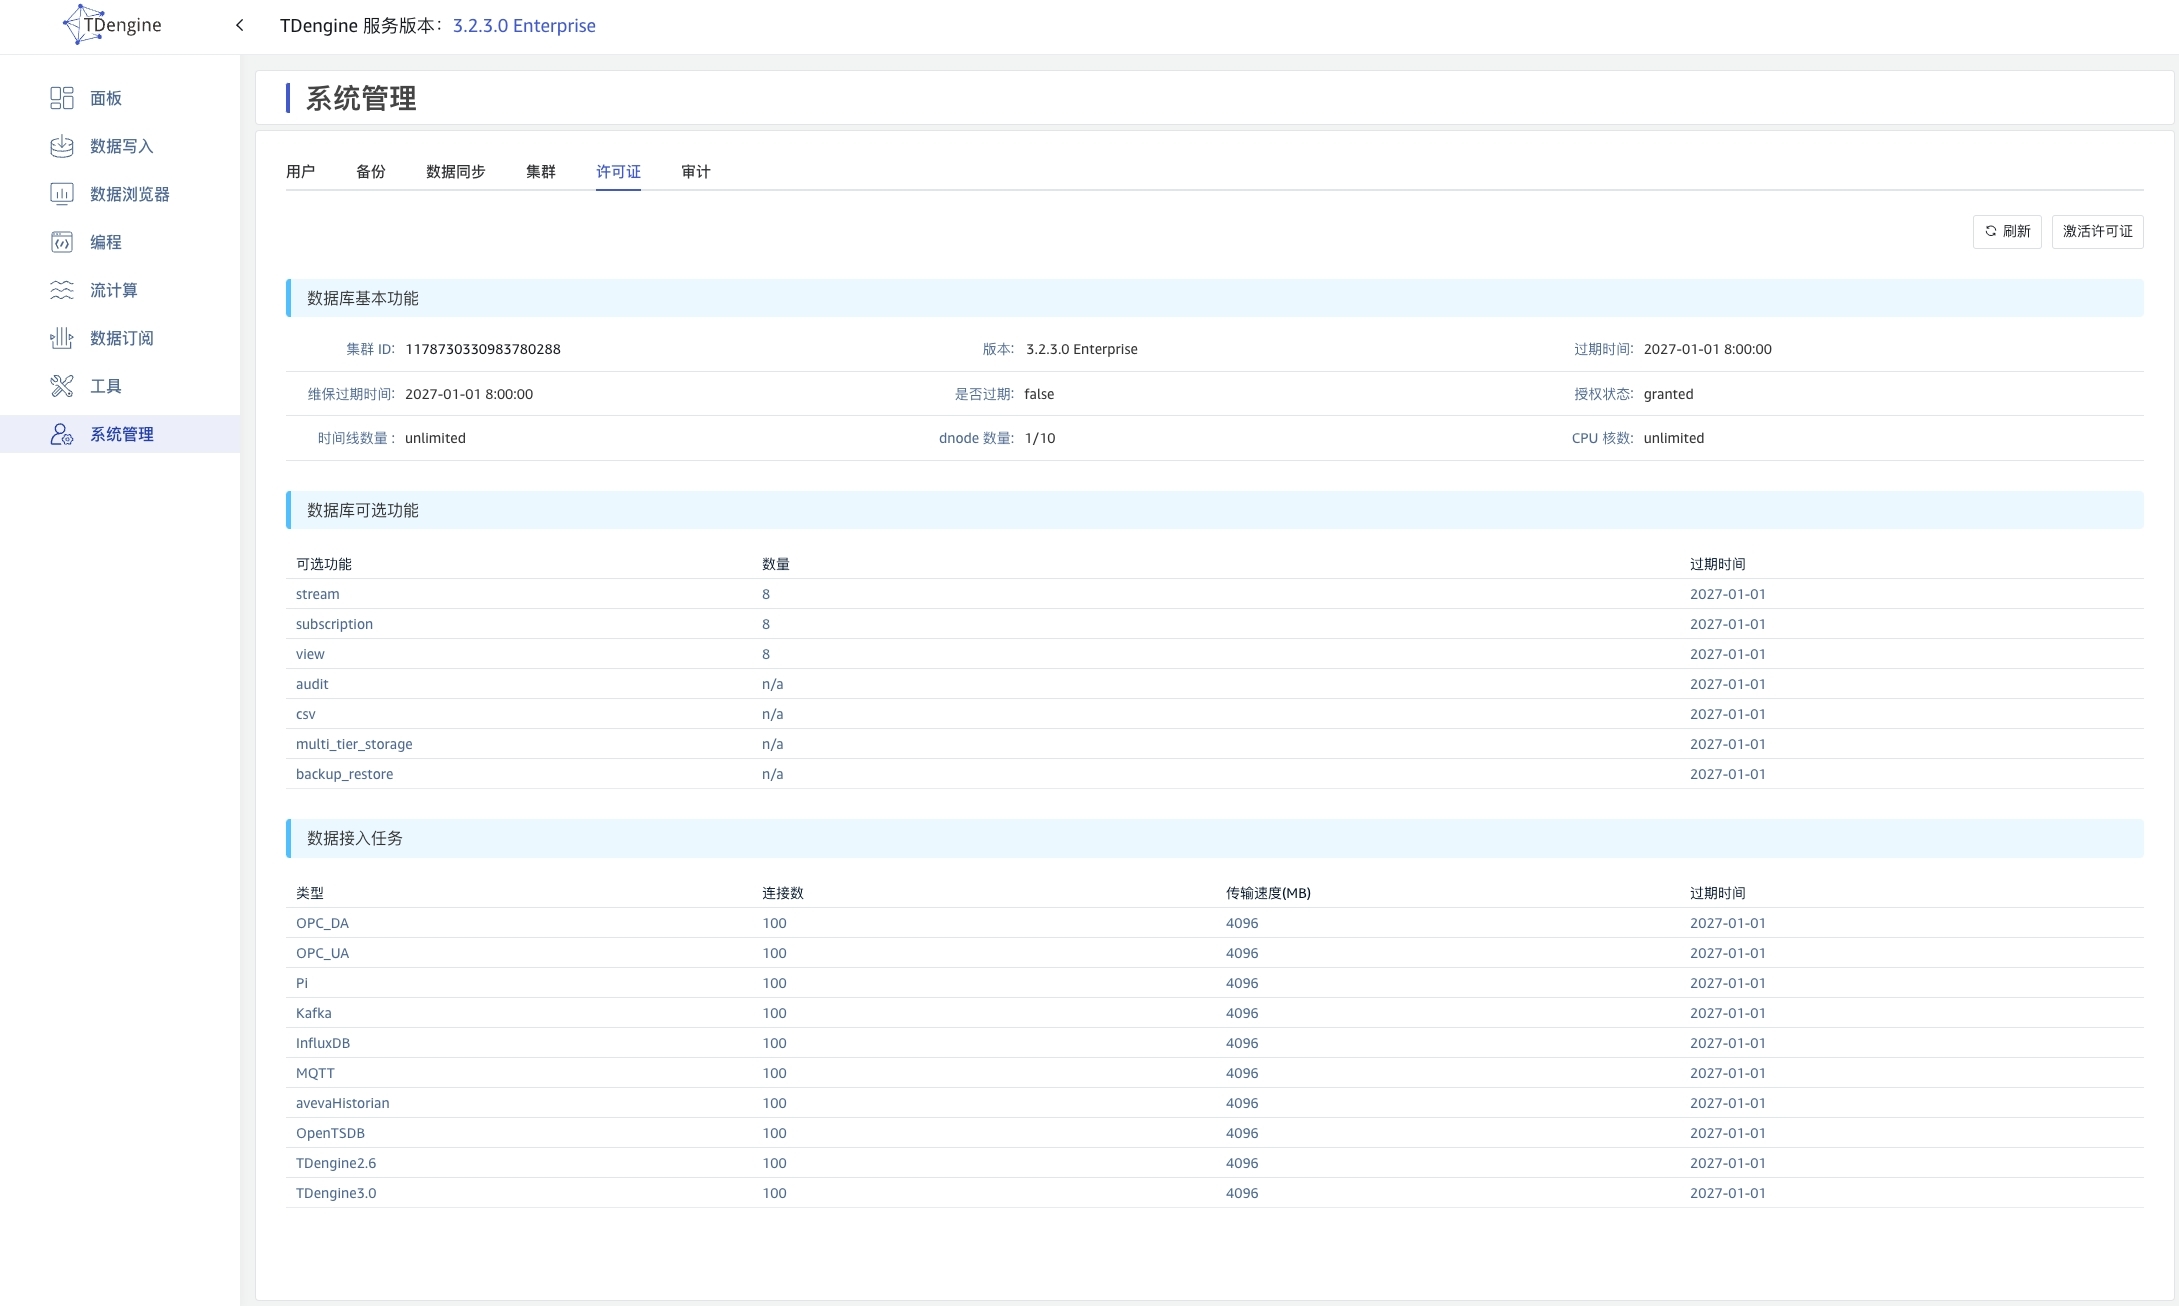 TDengine
TDengine 服务版本： 3.2.3.0 Enterprise
面板
数据写入
数据浏览器
编程
流计算
数据订阅
工具
系统管理
系统管理
用户 备份 数据同步 集群 许可证 审计
刷新 激活许可证
数据库基本功能
集群 ID: 1178730330983780288 版本: 3.2.3.0 Enterprise 过期时间: 2027-01-01 8:00:00
维保过期时间: 2027-01-01 8:00:00 是否过期: false 授权状态: granted
时间线数量 : unlimited dnode 数量: 1/10 CPU 核数: unlimited
数据库可选功能
可选功能 数量 过期时间
stream 8 2027-01-01
subscription 8 2027-01-01
view 8 2027-01-01
audit n/a 2027-01-01
csv n/a 2027-01-01
multi_tier_storage n/a 2027-01-01
backup_restore n/a 2027-01-01
数据接入任务
类型 连接数 传输速度(MB) 过期时间
OPC_DA 100 4096 2027-01-01
OPC_UA 100 4096 2027-01-01
Pi 100 4096 2027-01-01
Kafka 100 4096 2027-01-01
InfluxDB 100 4096 2027-01-01
MQTT 100 4096 2027-01-01
avevaHistorian 100 4096 2027-01-01
OpenTSDB 100 4096 2027-01-01
TDengine2.6 100 4096 2027-01-01
TDengine3.0 100 4096 2027-01-01